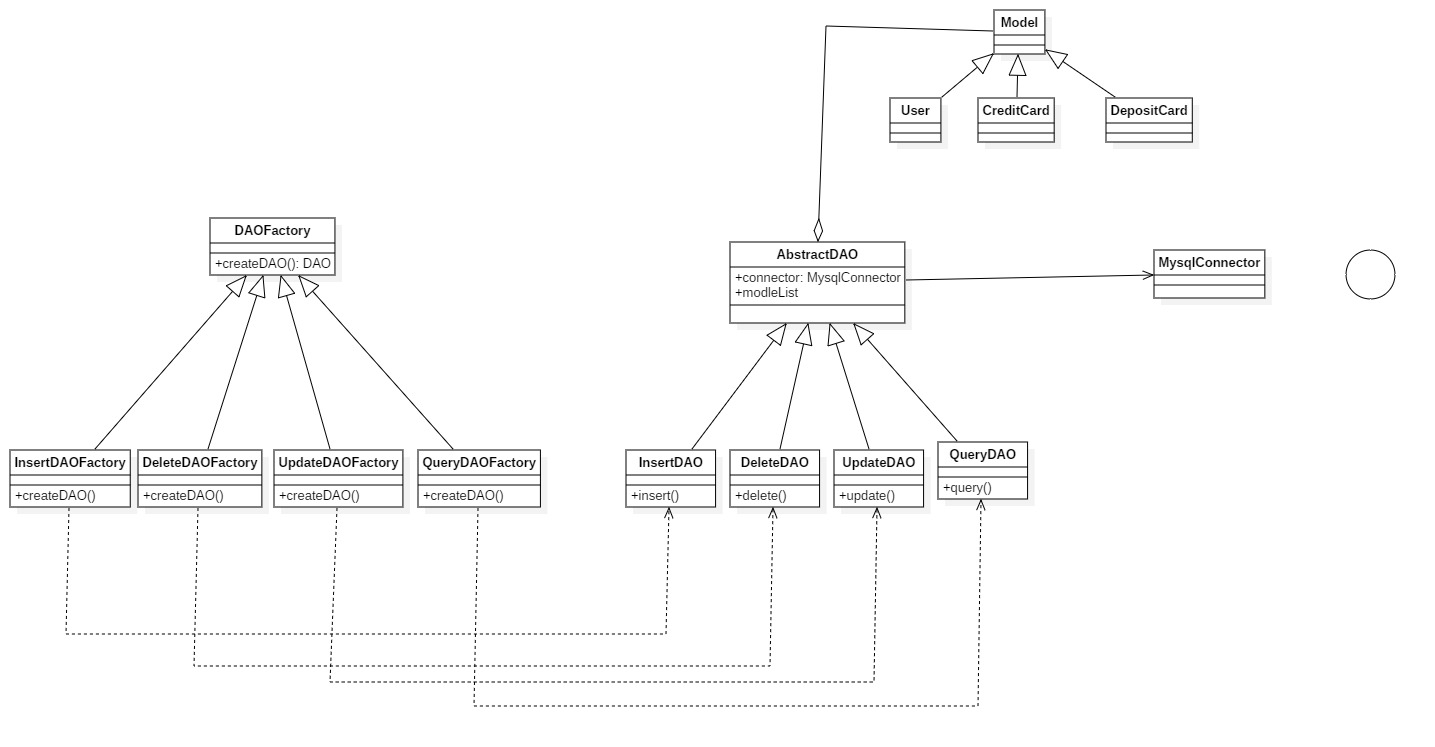 Model
User
CreditCard
DepositCard
DAOFactory
+createDAO(): DAO
AbstractDAO
+connector: MysqlConnector
+modleList
MysqlConnector
InsertDAOFactory
+createDAO()
DeleteDAOFactory
+createDAO()
UpdateDAOFactory
+createDAO()
QueryDAOFactory
+createDAO()
InsertDAO
+insert()
DeleteDAO
+delete()
UpdateDAO
+update()
QueryDAO
+query()